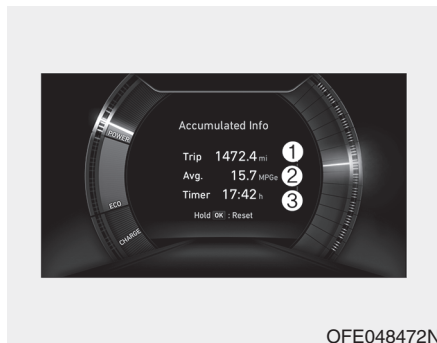 POWER
ECO
CHARGE
Accumulated Info
Trip 1472.4 mi ①
Avg. 15.7 MPGe ②
Timer 17:42 h ③
Hold OK : Reset
OFE048472N